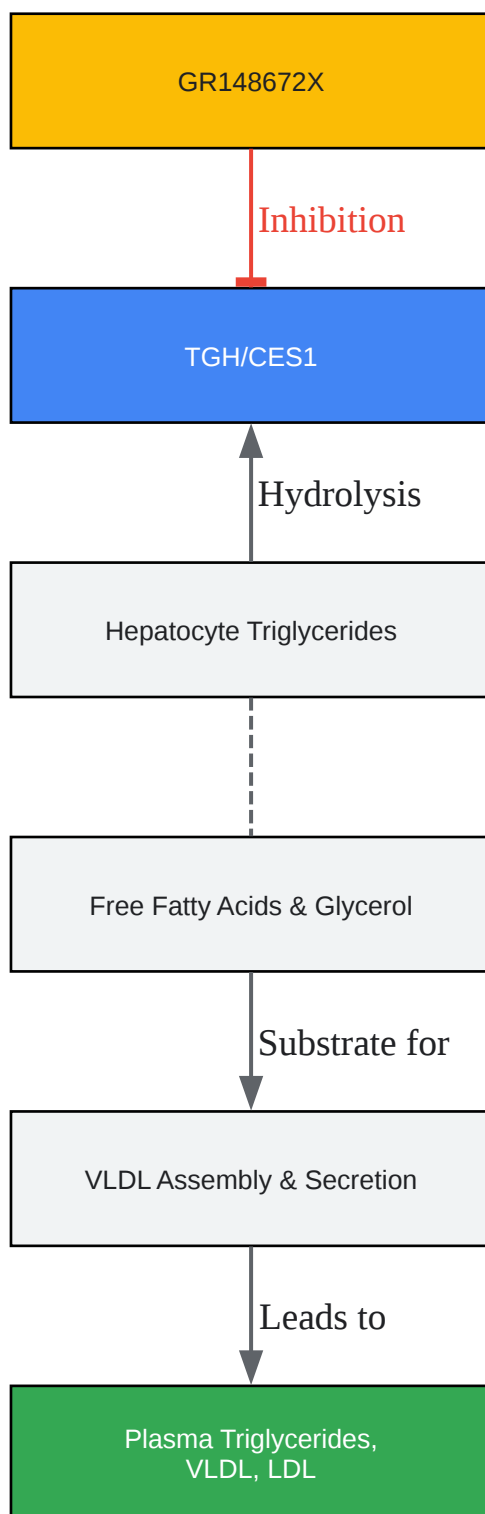 GR148672X
Inhibition
TGH/CES1
Hydrolysis
Hepatocyte Triglycerides
Free Fatty Acids & Glycerol
Substrate for
VLDL Assembly & Secretion
Leads to
Plasma Triglycerides,
VLDL, LDL